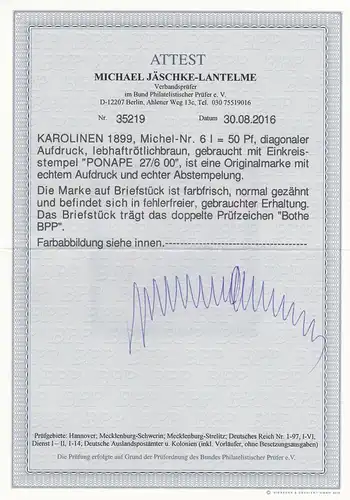 ATTEST
MICHAEL JÄSCHKE-LANTELME
Verbandsprüfer
im Bund Philatelistischer Prüfer e. V.
D-12207 Berlin, Ahlener Weg 13c, Tel. 030 75519016
Nr. 35219 Datum 30.08.2016
KAROLINEN 1899, Michel-Nr. 6 I = 50 Pf, diagonaler
Aufdruck, lebhaftrötlichbraun, gebraucht mit Einkreis-
stempel "PONAPE 27/6 00", ist eine Originalmarke mit
echtem Aufdruck und echter Abstempelung.
Die Marke auf Briefstück ist farbfrisch, normal gezähnt
und befindet sich in fehlerfreier, gebrauchter Erhaltung.
Das Briefstück trägt das doppelte Prüfzeichen "Bothe
BPP".
Farbabbildung siehe innen.
Prüfgebiete: Hannover; Mecklenburg-Schwerin; Mecklenburg-Strelitz; Deutsches Reich Nr. 1-97, I-VI,
Dienst I – II, 1-14; Deutsche Auslandspostämter u. Kolonien (inkl. Vorläufer, ohne Besetzungsausgaben)
Die Prüfung erfolgte auf Grund der Prüfordnung des Bundes Philatelistischer Prüfer e. V.